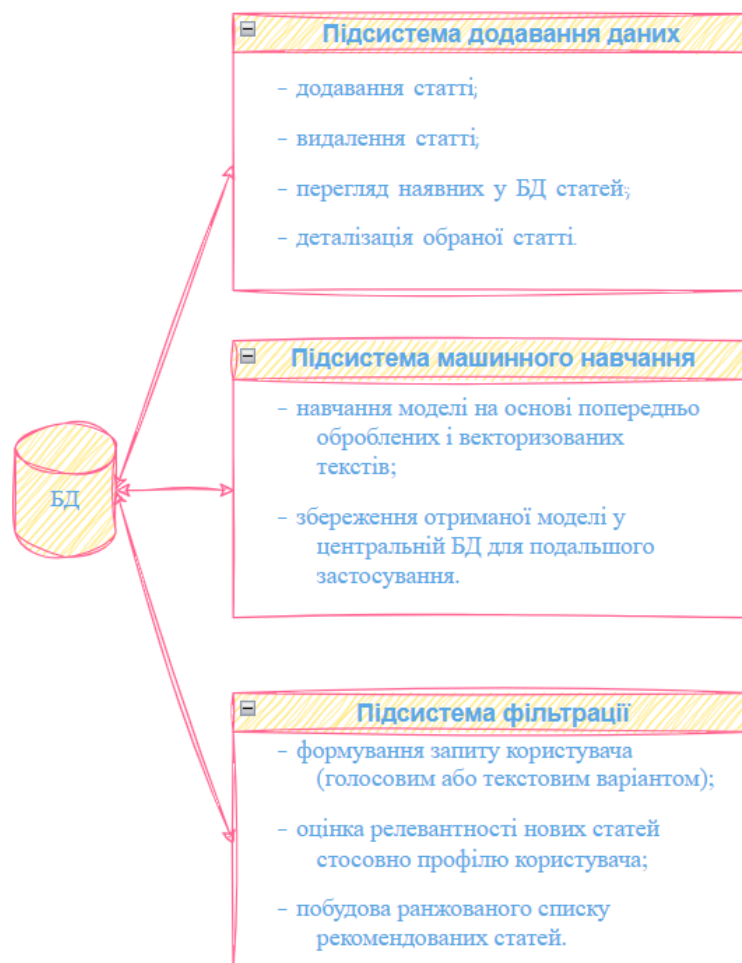 Підсистема додавання даних
– додавання статті;
– видалення статті;
– перегляд наявних у БД статей;
– деталізація обраної статті.
Підсистема машинного навчання
– навчання моделі на основі попередньо
оброблених і векторизованих
текстів;
БД
– збереження отриманої моделі у
центральній БД для подальшого
застосування.
Підсистема фільтрації
– формування запиту користувача
(голосовим або текстовим варіантом);
– оцінка релевантності нових статей
стосовно профілю користувача;
– побудова ранжованого списку
рекомендованих статей.